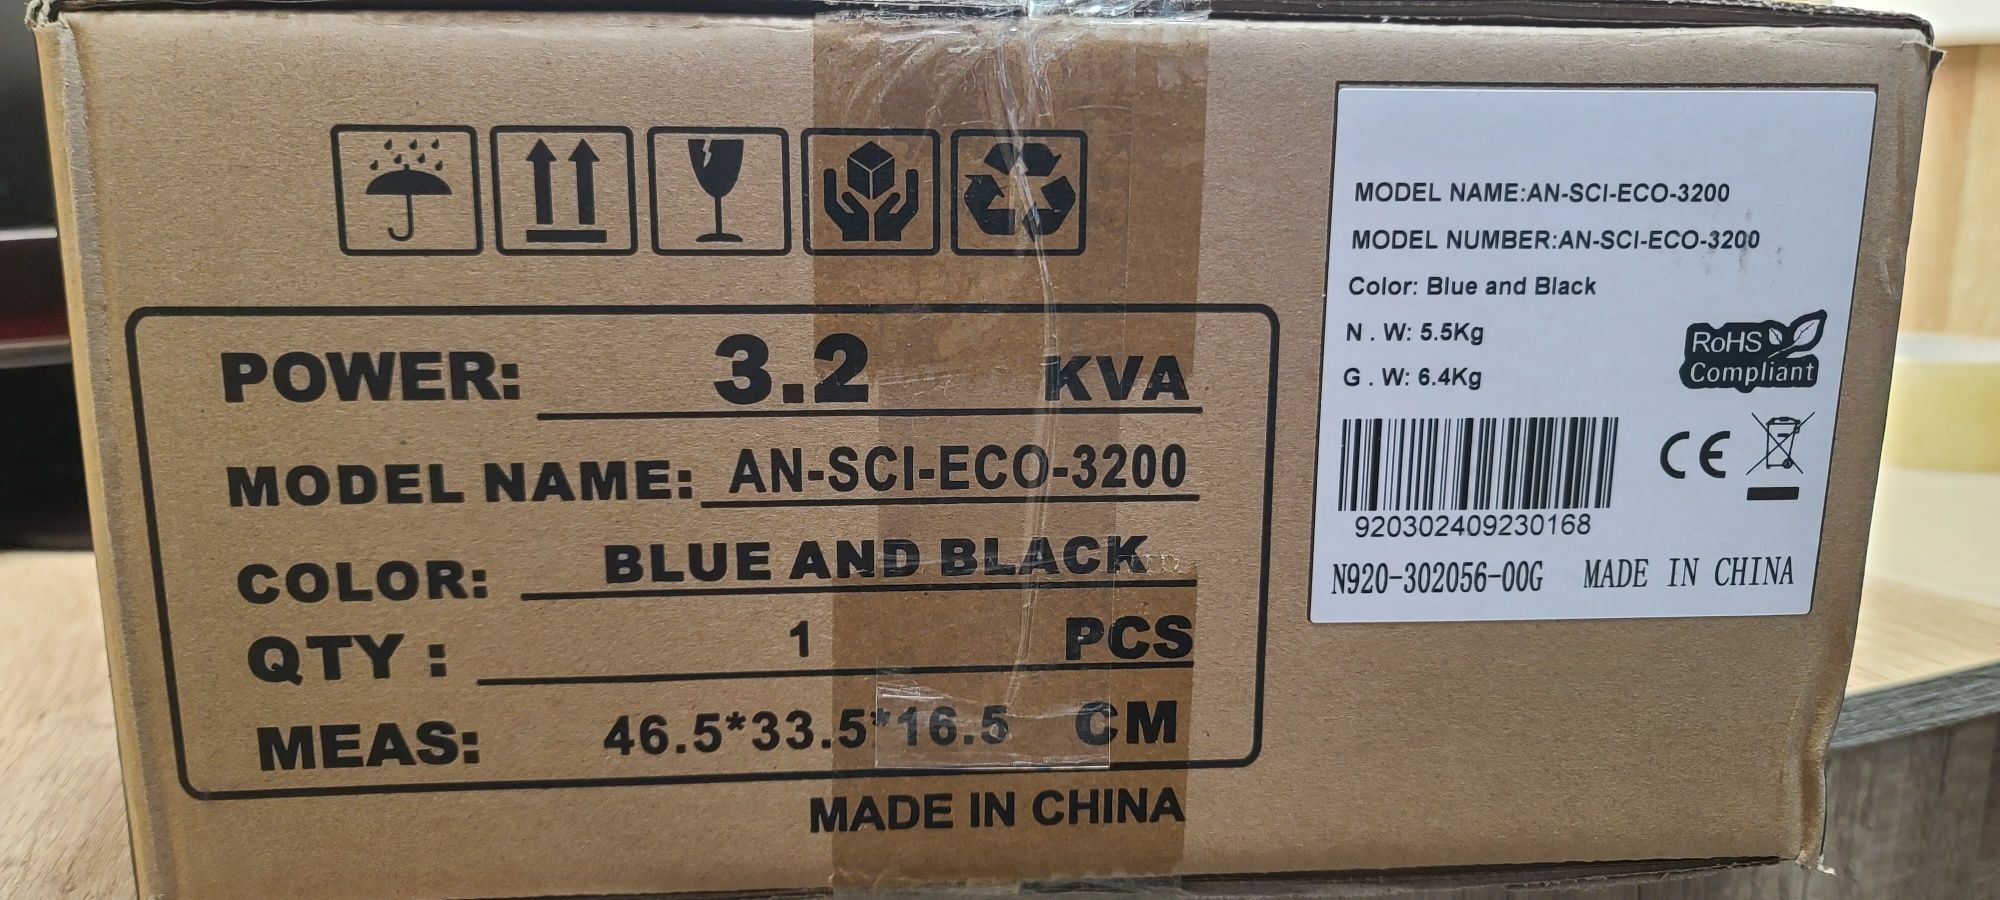 POWER: 3.2 KVA
MODEL NAME: AN-SCI-ECO-3200
COLOR: BLUE AND BLACK
QTY : 1 PCS
MEAS: 46.5*33.5*16.5 CM
MADE IN CHINA
MODEL NAME:AN-SCI-ECO-3200
MODEL NUMBER:AN-SCI-ECO-3200
Color: Blue and Black
N . W: 5.5Kg
G . W: 6.4Kg
RoHS
Compliant
CE
920302409230168
N920-302056-00G MADE IN CHINA